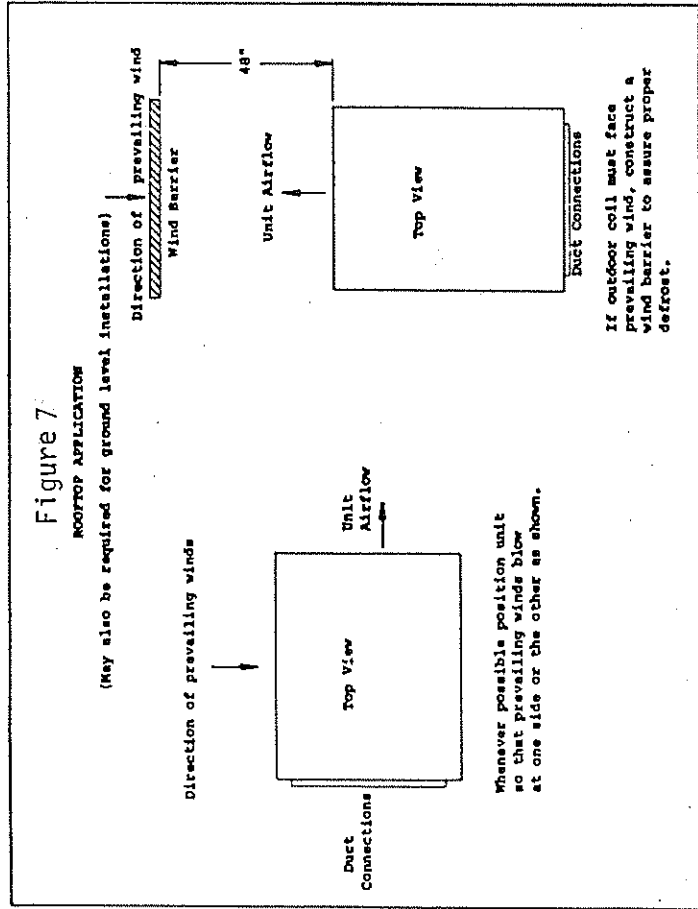 Figure 7
ROOFTOP APPLICATION
(May also be required for ground level installations)
Direction of prevailing winds
Top View
Unit
Airflow
Duct
Connections
Whenever possible position unit
so that prevailing winds blow
at one side or the other as shown.
Direction of prevailing wind
Wind Barrier
48"
Unit Airflow
Top View
Duct Connections
If outdoor coil must face
prevailing wind, construct a
wind barrier to assure proper
defrost.